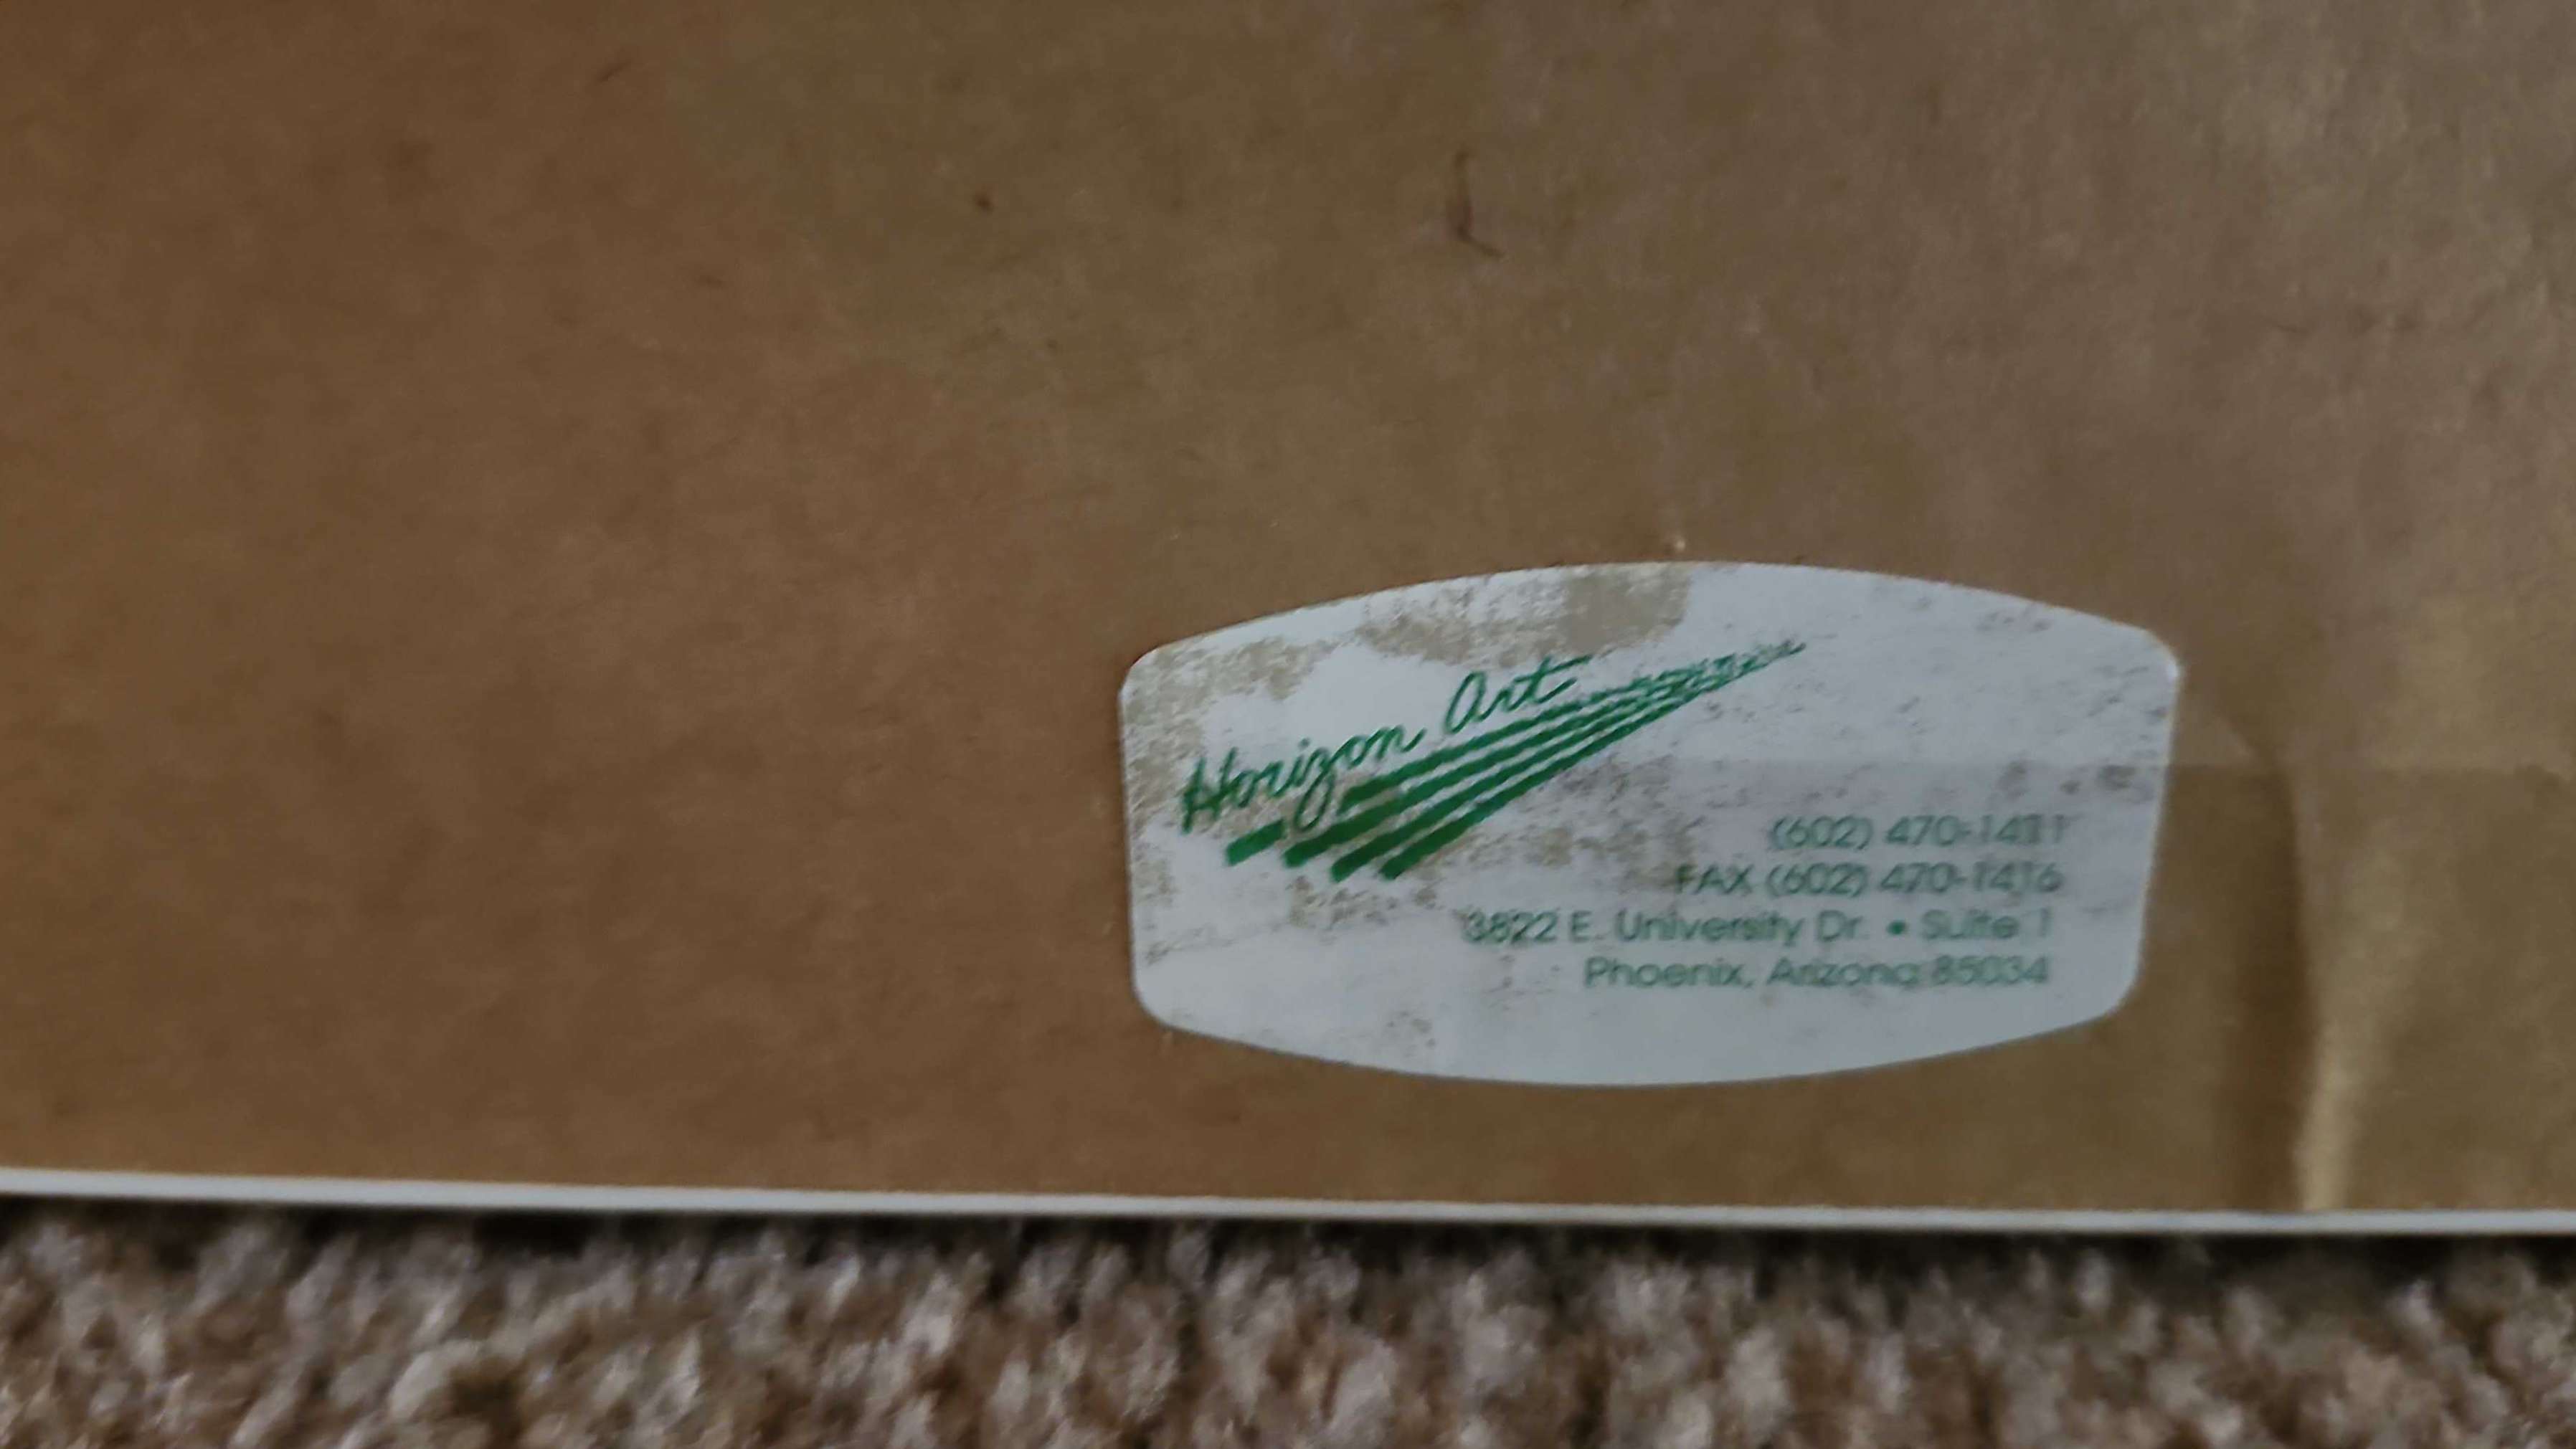 Horizon Art
(602) 470-1411
FAX (602) 470-1416
3822 E. University Dr. • Suite 1
Phoenix, Arizona 85034